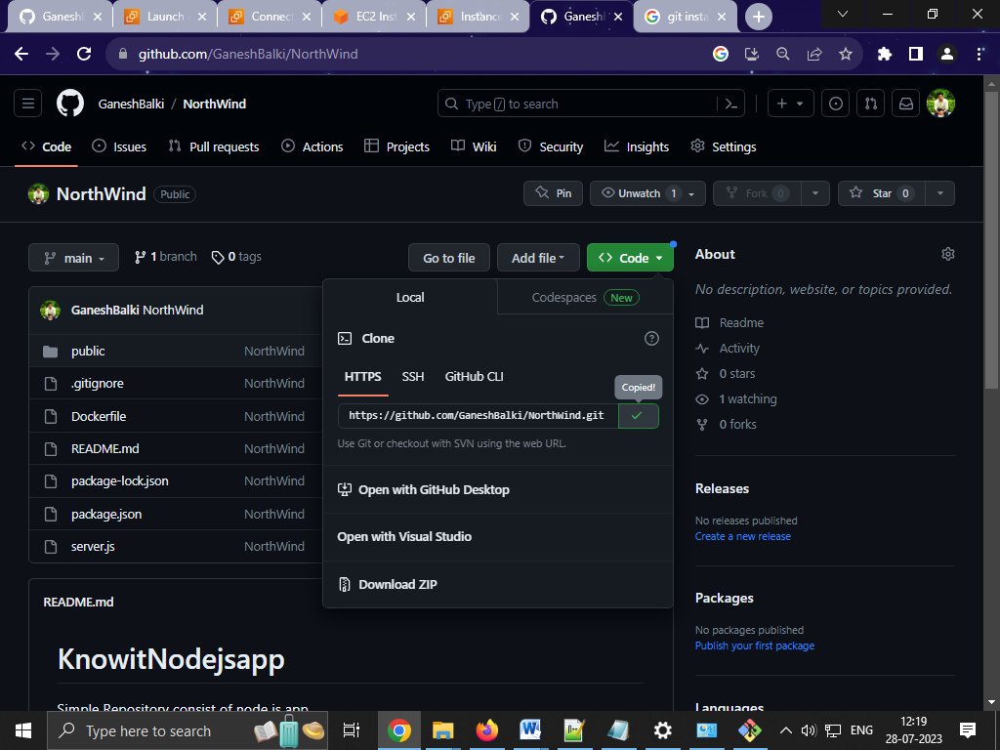 GaneshB
Launch
Connec
EC2 Inst
Instance
Ganesh
git insta
github.com/GaneshBalki/NorthWind
GaneshBalki / NorthWind
Type / to search
Code
Issues
Pull requests
Actions
Projects
Wiki
Security
Insights
Settings
NorthWind Public
Pin
Unwatch 1
Fork 0
Star 0
main
1 branch
0 tags
Go to file
Add file
Code
GaneshBalki NorthWind
public NorthWind
.gitignore NorthWind
Dockerfile NorthWind
README.md NorthWind
package-lock.json NorthWind
package.json NorthWind
server.js NorthWind
Local
Codespaces New
Clone
HTTPS SSH GitHub CLI
Copied!
https://github.com/GaneshBalki/NorthWind.git
Use Git or checkout with SVN using the web URL.
Open with GitHub Desktop
Open with Visual Studio
Download ZIP
README.md
KnowitNodejsapp
Simple Repository consist of node js app
About
No description, website, or topics provided.
Readme
Activity
0 stars
1 watching
0 forks
Releases
No releases published
Create a new release
Packages
No packages published
Publish your first package
Languages
Type here to search
ENG
12:19
28-07-2023